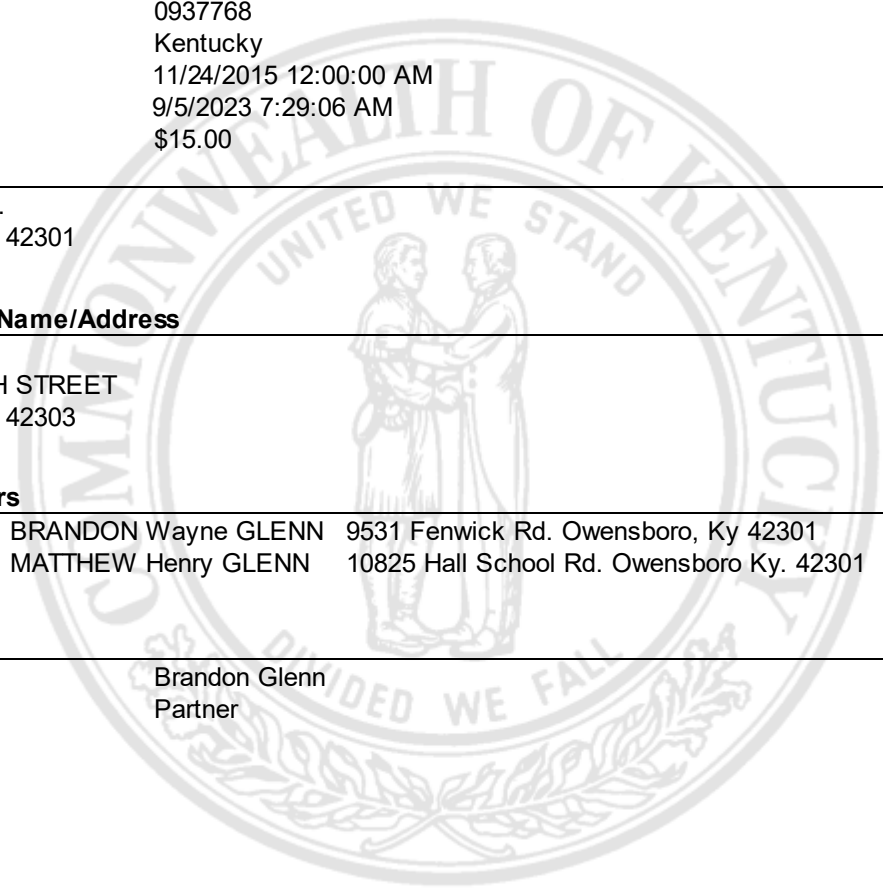 0937768
Kentucky
11/24/2015 12:00:00 AM
9/5/2023 7:29:06 AM
$15.00
42301
Name/Address
H STREET
42303
rs
BRANDON Wayne GLENN 9531 Fenwick Rd. Owensboro, Ky 42301
MATTHEW Henry GLENN 10825 Hall School Rd. Owensboro Ky. 42301
Brandon Glenn
Partner
COMMONWEALTH OF KENTUCKY
UNITED WE STAND
DIVIDED WE FALL